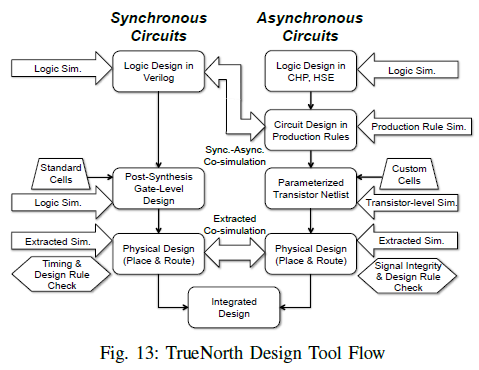 Synchronous
Circuits
Asynchronous
Circuits
Logic Sim.
Logic Design in
Verilog
Logic Design in
CHP, HSE
Logic Sim.
Circuit Design in
Production Rules
Production Rule Sim.
Sync.-Async.
Co-simulation
Standard
Cells
Post-Synthesis
Gate-Level
Design
Parameterized
Transistor Netlist
Custom
Cells
Logic Sim.
Transistor-level Sim.
Extracted
Co-simulation
Extracted Sim.
Physical Design
(Place & Route)
Physical Design
(Place & Route)
Extracted Sim.
Timing &
Design Rule
Check
Signal Integrity
& Design Rule
Check
Integrated
Design
Fig. 13: TrueNorth Design Tool Flow